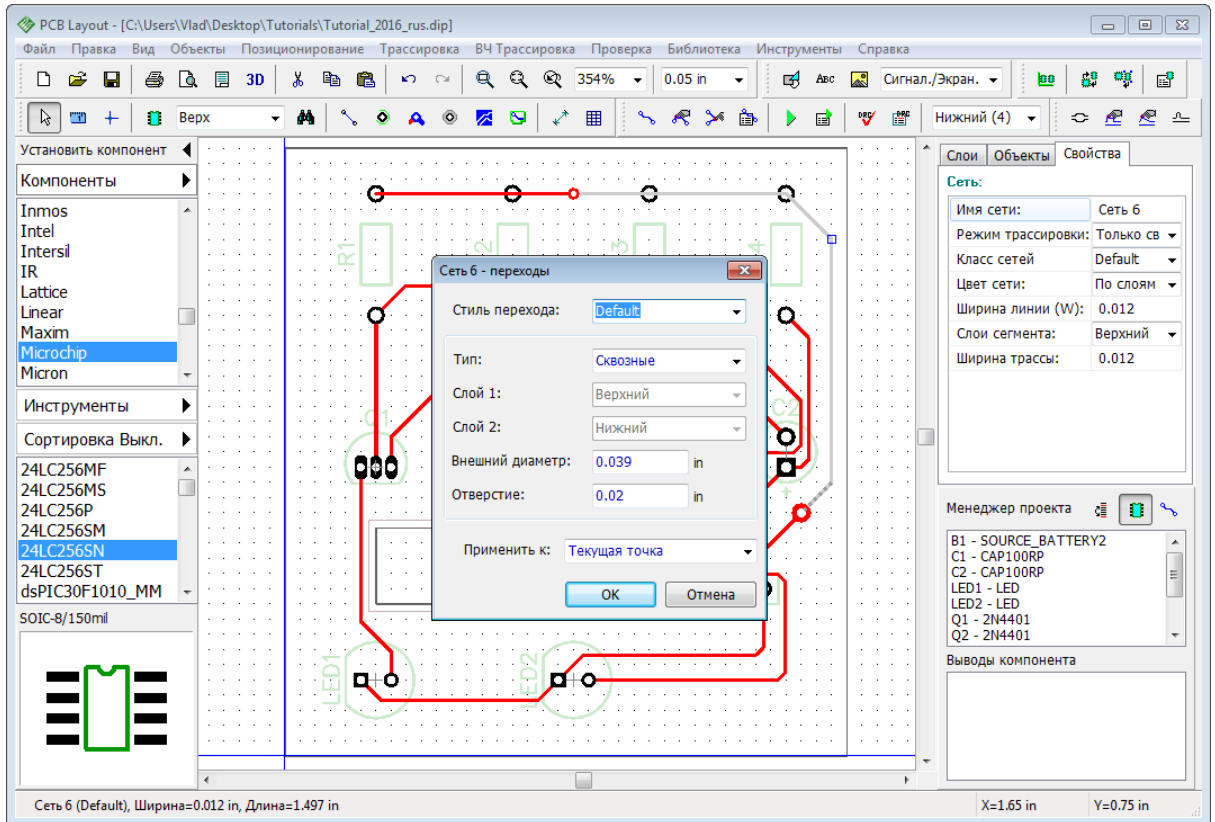 PCB Layout - [C:\Users\Vlad\Desktop\Tutorials\Tutorial_2016_rus.dip]
Файл Правка Вид Объекты Позиционирование Трассировка ВЧ Трассировка Проверка Библиотека Инструменты Справка
3D 354% 0.05 in ABC Сигнал./Экран.
Верх DRC DRC Нижний (4)
Установить компонент
Компоненты
Inmos
Intel
Intersil
IR
Lattice
Linear
Maxim
Microchip
Micron
Инструменты
Сортировка Выкл.
24LC256MF
24LC256MS
24LC256P
24LC256SM
24LC256SN
24LC256ST
dsPIC30F1010_MM
SOIC-8/150mil
R1
2
3
4
C1
C2
+
LED1
LED2
Сеть 6 - переходы
Стиль перехода: Default
Тип: Сквозные
Слой 1: Верхний
Слой 2: Нижний
Внешний диаметр: 0.039 in
Отверстие: 0.02 in
Применить к: Текущая точка
OK Отмена
Слои Объекты Свойства
Сеть:
Имя сети: Сеть 6
Режим трассировки: Только св
Класс сетей Default
Цвет сети: По слоям
Ширина линии (W): 0.012
Слои сегмента: Верхний
Ширина трассы: 0.012
Менеджер проекта
B1 - SOURCE_BATTERY2
C1 - CAP100RP
C2 - CAP100RP
LED1 - LED
LED2 - LED
Q1 - 2N4401
Q2 - 2N4401
Выводы компонента
Сеть 6 (Default), Ширина=0.012 in, Длина=1.497 in X=1.65 in Y=0.75 in